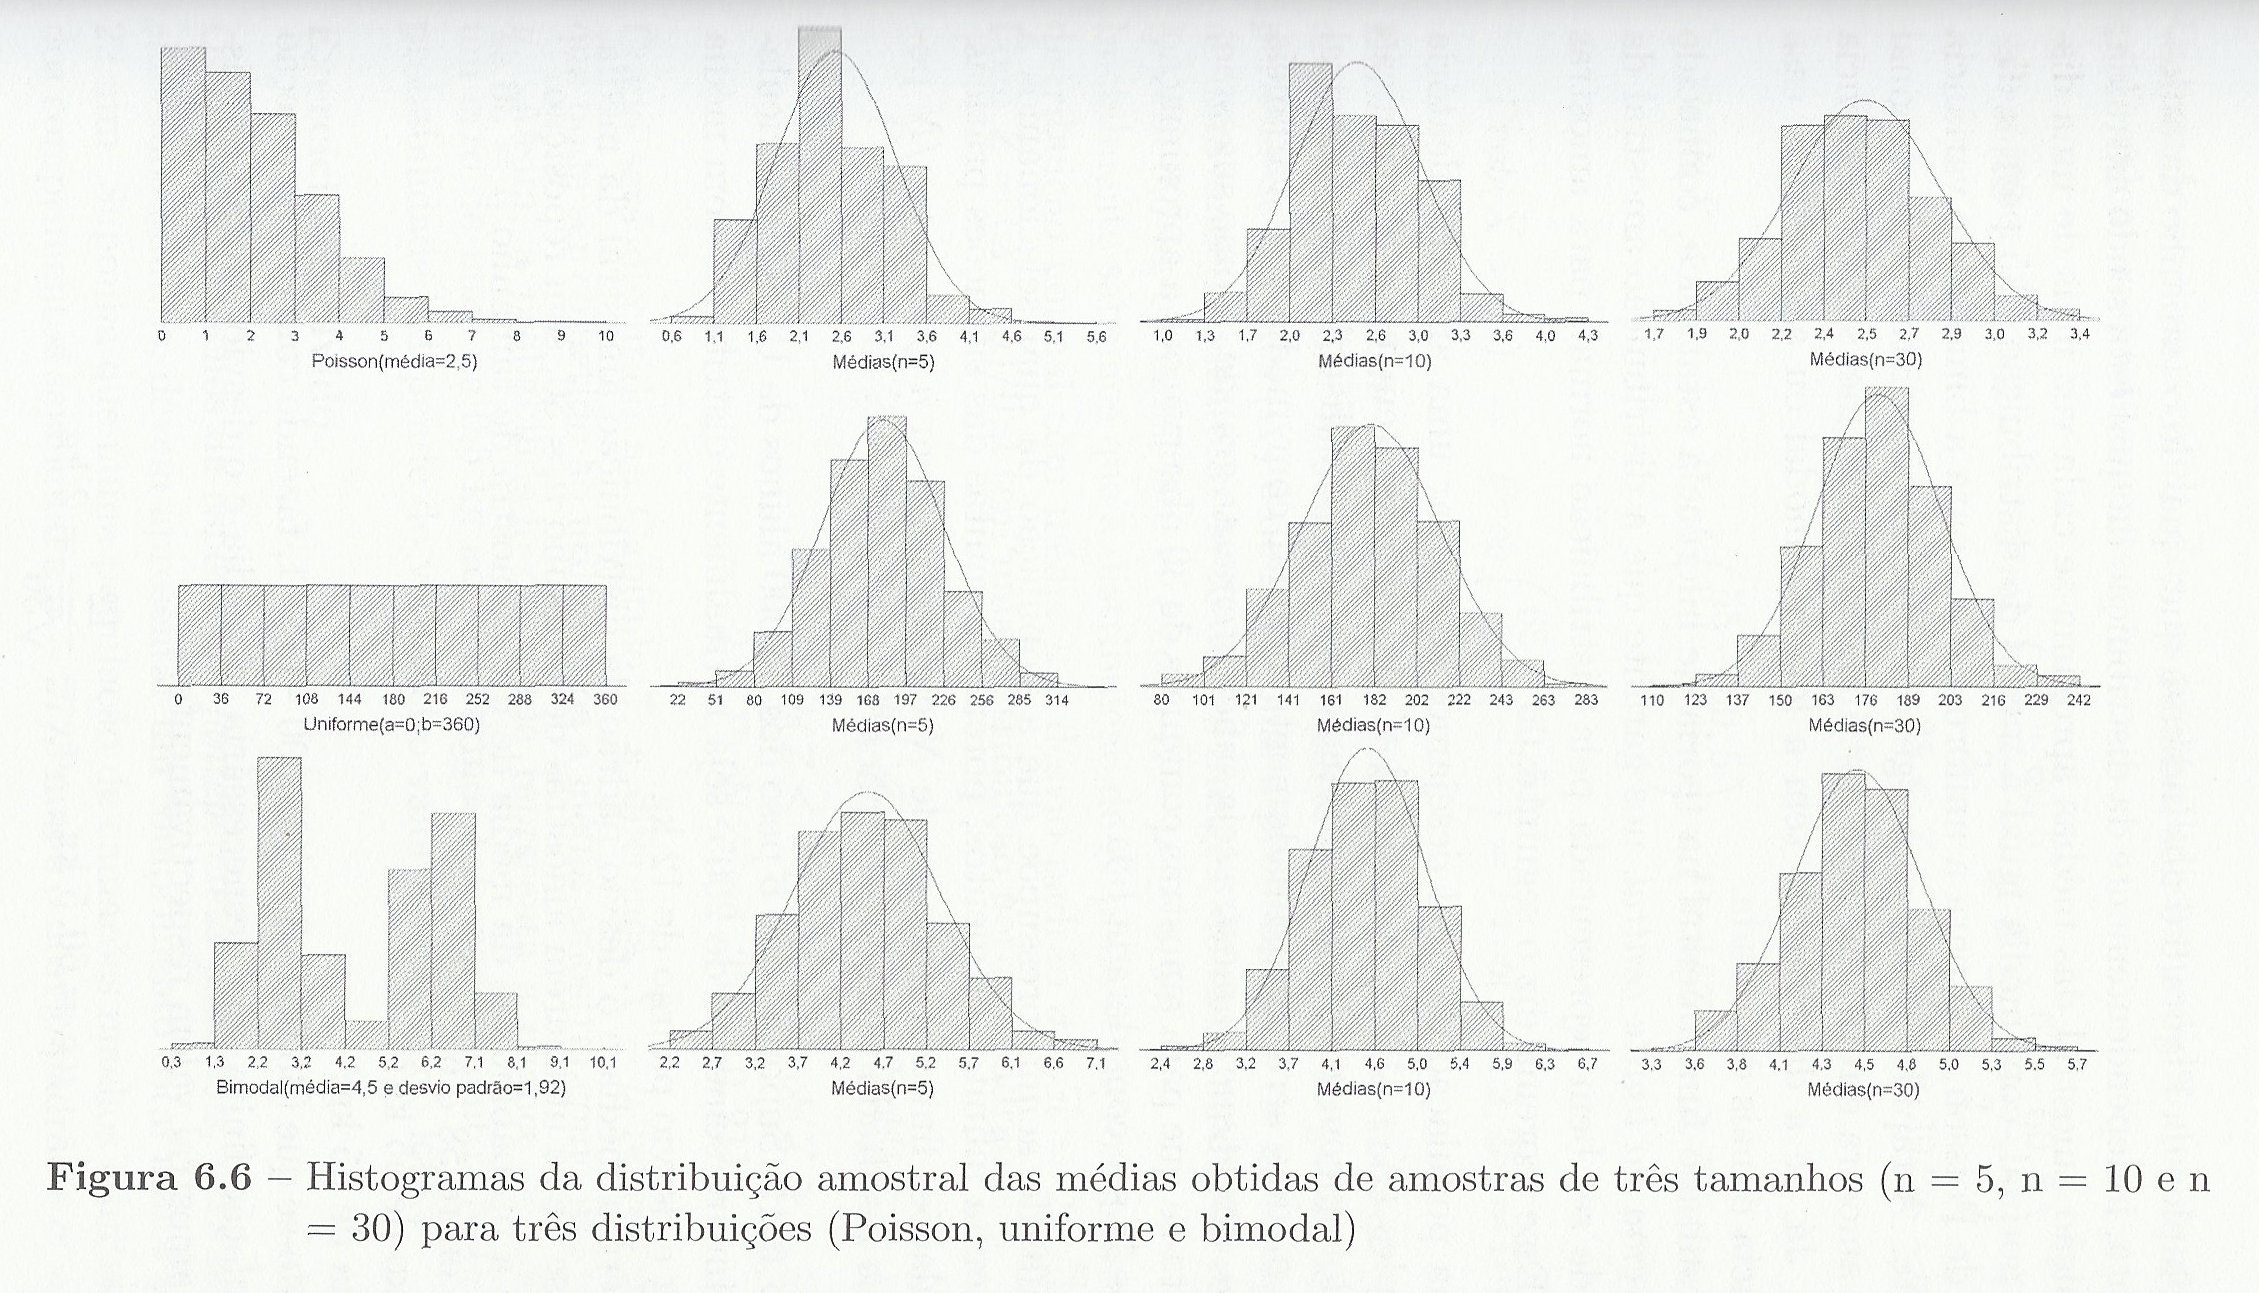 0 1 2 3 4 5 6 7 8 9 10
Poisson(média=2,5)
0,6 1,1 1,6 2,1 2,6 3,1 3,6 4,1 4,6 5,1 5,6
Médias(n=5)
1,0 1,3 1,7 2,0 2,3 2,6 3,0 3,3 3,6 4,0 4,3
Médias(n=10)
1,7 1,9 2,0 2,2 2,4 2,5 2,7 2,9 3,0 3,2 3,4
Médias(n=30)
0 36 72 108 144 180 216 252 288 324 360
Uniforme(a=0;b=360)
22 51 80 109 139 168 197 226 256 285 314
Médias(n=5)
80 101 121 141 161 182 202 222 243 263 283
Médias(n=10)
110 123 137 150 163 176 189 203 216 229 242
Médias(n=30)
0,3 1,3 2,2 3,2 4,2 5,2 6,2 7,1 8,1 9,1 10,1
Bimodal(média=4,5 e desvio padrão=1,92)
2,2 2,7 3,2 3,7 4,2 4,7 5,2 5,7 6,1 6,6 7,1
Médias(n=5)
2,4 2,8 3,2 3,7 4,1 4,6 5,0 5,4 5,9 6,3 6,7
Médias(n=10)
3,3 3,6 3,8 4,1 4,3 4,5 4,8 5,0 5,3 5,5 5,7
Médias(n=30)
Figura 6.6 – Histogramas da distribuição amostral das médias obtidas de amostras de três tamanhos (n = 5, n = 10 e n
= 30) para três distribuições (Poisson, uniforme e bimodal)